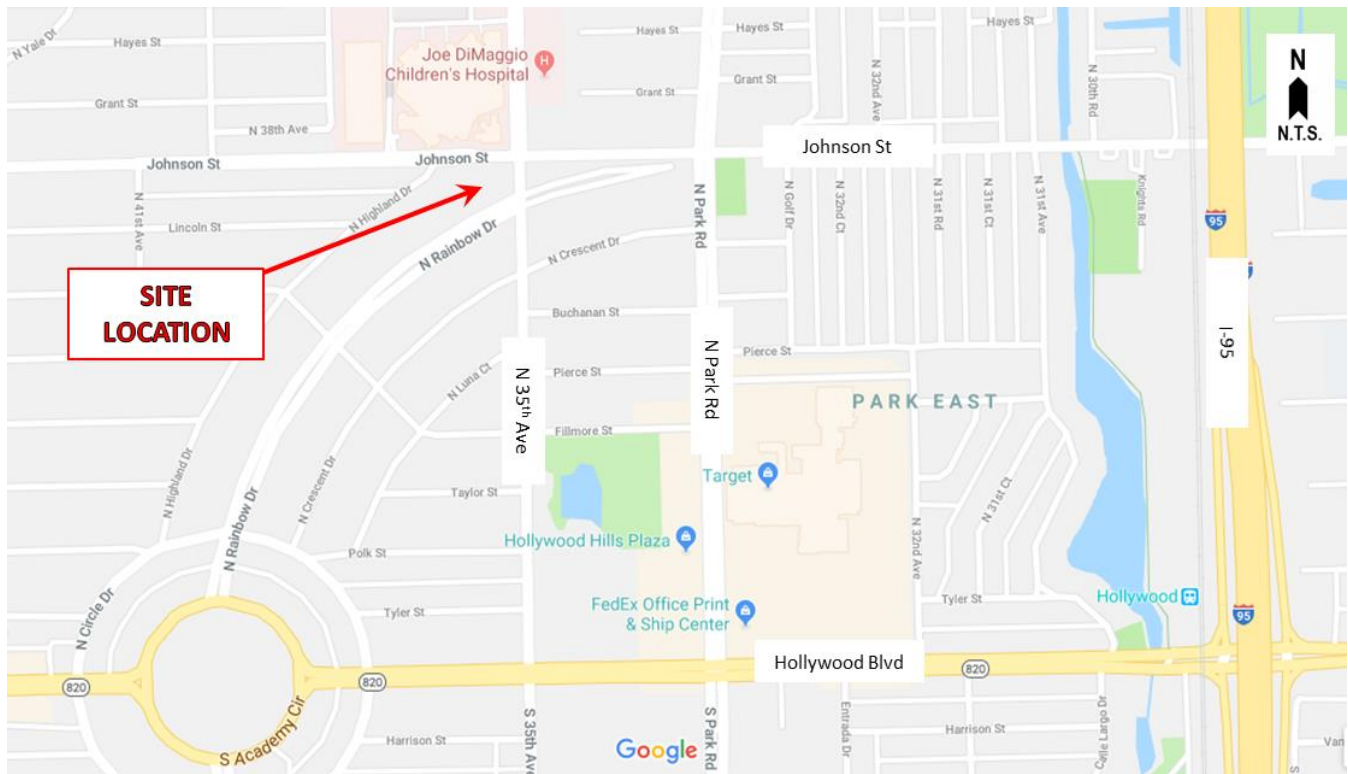 N Yale Dr
Hayes St
Joe DiMaggio
Children's Hospital
H
Hayes St
Hayes St
N 32nd Ave
N 30th Rd
N
N.T.S.
Grant St
Grant St
Grant St
N 38th Ave
Johnson St
Johnson St
Johnson St
N 41st Ave
N Highland Dr
Lincoln St
N Rainbow Dr
N Crescent Dr
N Park Rd
N Golf Dr
N 32nd Ct
N 31st Rd
N 31st Ct
N 31st Ave
Knights Rd
95
SITE
LOCATION
Buchanan St
N 35th Ave
N Park Rd
I-95
Pierce St
Pierce St
N Luna Ct
PARK EAST
Fillmore St
Target
N Highland Dr
N Crescent Dr
Taylor St
N 31st Ct
N Rainbow Dr
Hollywood Hills Plaza
N 32nd Ave
Polk St
N Circle Dr
Tyler St
FedEx Office Print
& Ship Center
Tyler St
Hollywood
95
Hollywood Blvd
820
820
820
S Academy Cir
S 35th Ave
S Park Rd
Entrada Dr
Harrison St
Harrison St
Calle Largo Dr
Google
Van
S